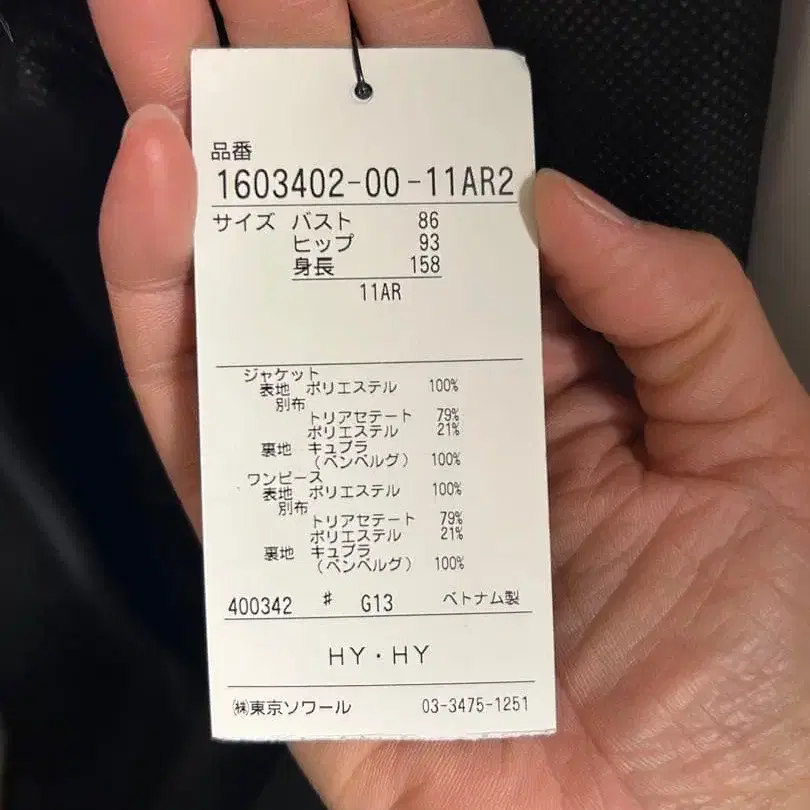 品番
1603402-00-11AR2
サイズ バスト 86
ヒップ 93
身長 158
11AR
ジャケット
表地 ポリエステル 100%
別布
トリアセテート 79%
ポリエステル 21%
裏地 キュプラ
(ベンベルグ) 100%
ワンピース
表地 ポリエステル 100%
別布
トリアセテート 79%
ポリエステル 21%
裏地 キュプラ
(ベンベルグ) 100%
400342 # G13 ベトナム製
HY・HY
㈱東京ソワール 03-3475-1251